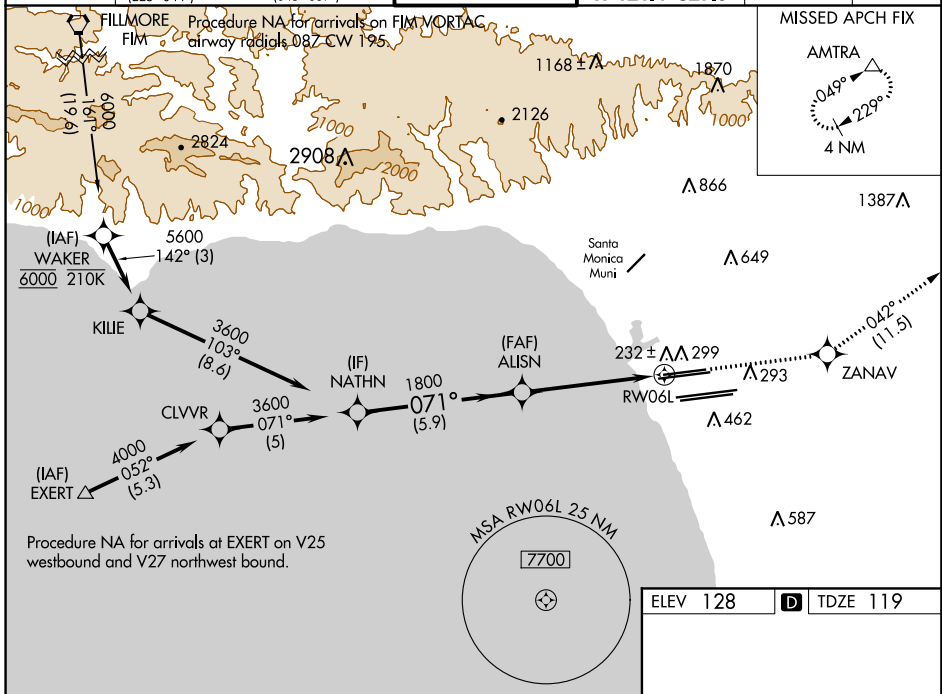 FILLMORE
FIM
Procedure NA for arrivals on FIM VORTAC
airway radials 087 CW 195.
MISSED APCH FIX
AMTRA
049°
229°
4 NM
1168 ±
1870
1000
2126
1000
6000
161°
(19.6)
2824
2908
2000
1000
866
1387
(IAF)
WAKER
6000 210K
5600
142° (3)
Santa
Monica
Muni
649
KILIE
3600
103°
(8.6)
042°
(11.5)
(FAF)
ALISN
232 ±
299
(IF)
NATHN
1800
071°
(5.9)
RW06L
293
ZANAV
CLVVR
3600
071°
(5)
462
4000
052°
(5.3)
(IAF)
EXERT
MSA RW06L 25 NM
7700
587
Procedure NA for arrivals at EXERT on V25
westbound and V27 northwest bound.
ELEV 128
D
TDZE 119